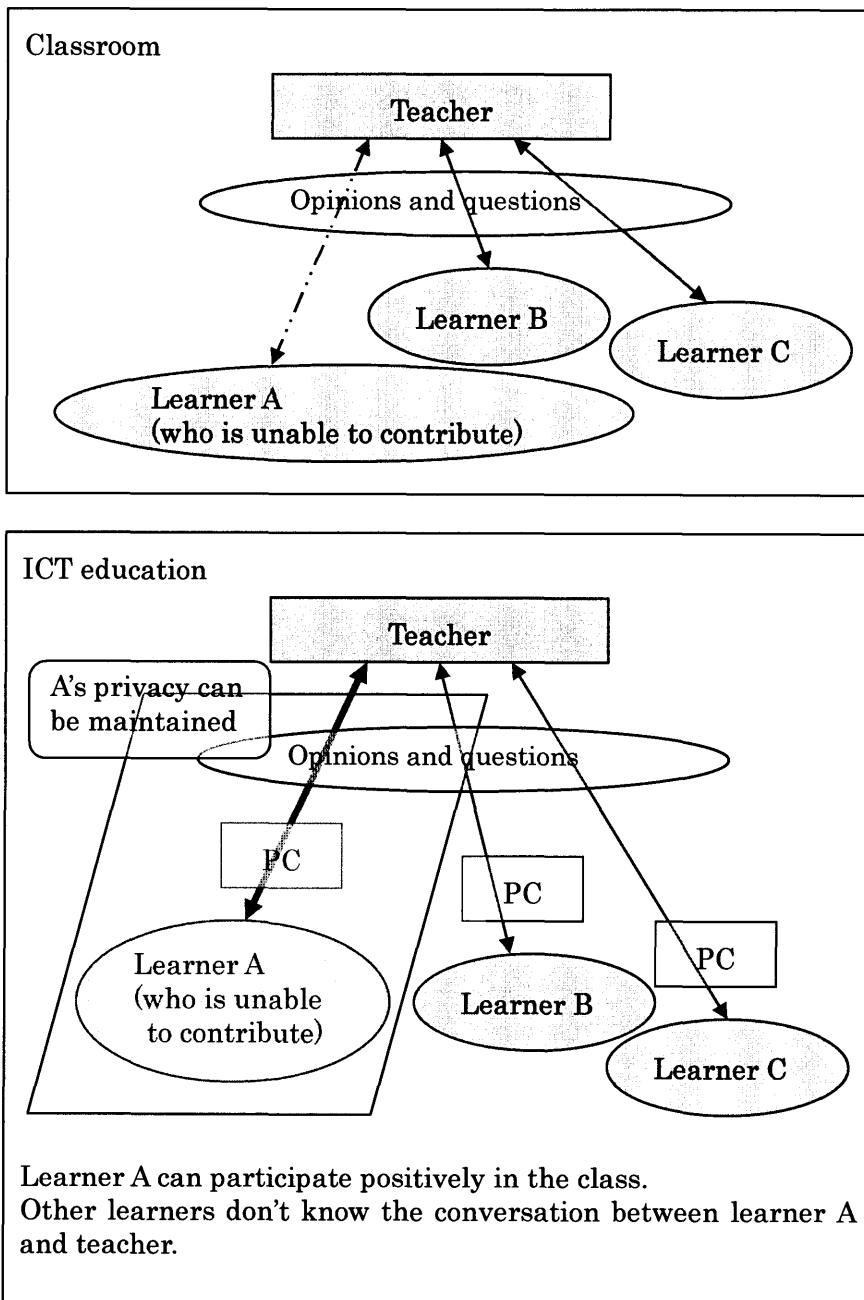 Classroom
Teacher
Opinions and questions
Learner B
Learner C
Learner A
(who is unable to contribute)
ICT education
Teacher
A's privacy can
be maintained
Opinions and questions
PC
PC
PC
Learner A
(who is unable
to contribute)
Learner B
Learner C
Learner A can participate positively in the class.
Other learners don't know the conversation between learner A
and teacher.